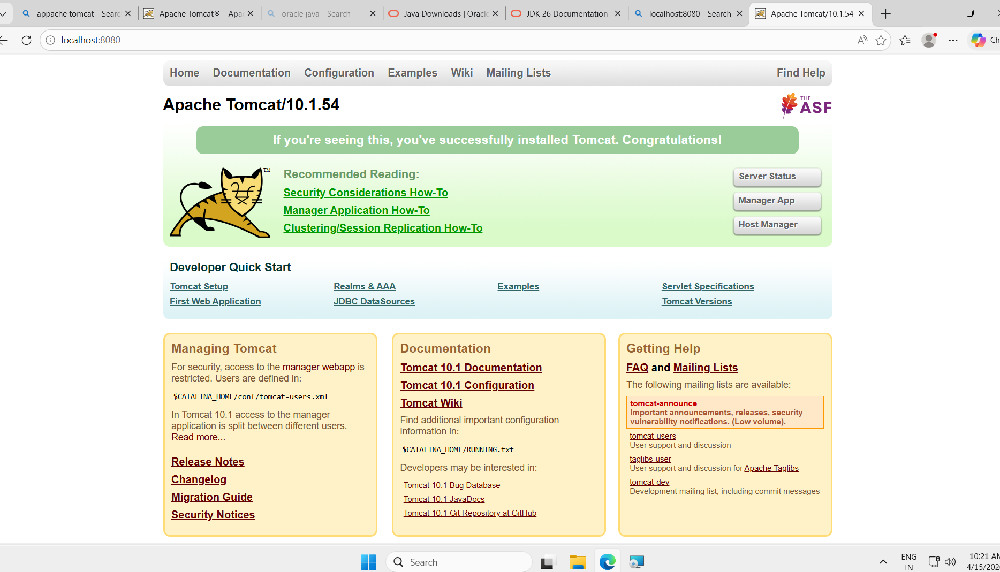 appache tomcat - Searc
Apache Tomcat® - Apac
oracle java - Search
Java Downloads | Oracle
JDK 26 Documentation
localhost:8080 - Search
Apache Tomcat/10.1.54
localhost:8080
Home Documentation Configuration Examples Wiki Mailing Lists Find Help
Apache Tomcat/10.1.54
THE
ASF
If you're seeing this, you've successfully installed Tomcat. Congratulations!
TM
Recommended Reading:
Security Considerations How-To
Manager Application How-To
Clustering/Session Replication How-To
Server Status
Manager App
Host Manager
Developer Quick Start
Tomcat Setup
First Web Application
Realms & AAA
JDBC DataSources
Examples
Servlet Specifications
Tomcat Versions
Managing Tomcat
For security, access to the manager webapp is
restricted. Users are defined in:
$CATALINA_HOME/conf/tomcat-users.xml
In Tomcat 10.1 access to the manager
application is split between different users.
Read more...
Release Notes
Changelog
Migration Guide
Security Notices
Documentation
Tomcat 10.1 Documentation
Tomcat 10.1 Configuration
Tomcat Wiki
Find additional important configuration
information in:
$CATALINA_HOME/RUNNING.txt
Developers may be interested in:
Tomcat 10.1 Bug Database
Tomcat 10.1 JavaDocs
Tomcat 10.1 Git Repository at GitHub
Getting Help
FAQ and Mailing Lists
The following mailing lists are available:
tomcat-announce
Important announcements, releases, security
vulnerability notifications. (Low volume).
tomcat-users
User support and discussion
taglibs-user
User support and discussion for Apache Taglibs
tomcat-dev
Development mailing list, including commit messages
Search
ENG
IN
10:21 AM
4/15/202